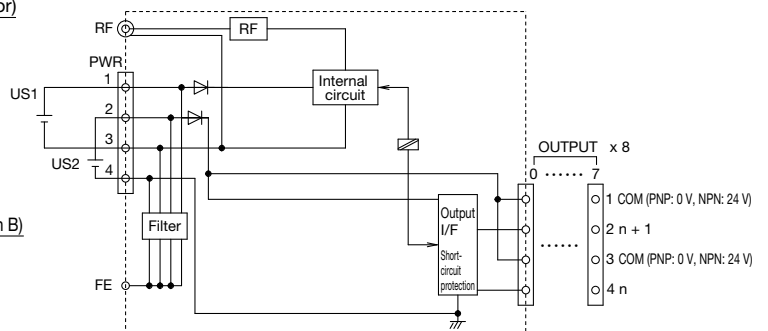 or)
RF
RF
PWR
1
Internal
circuit
US1
2
3
OUTPUT x 8
US2
4
0 ...... 7
1 COM (PNP: 0 V, NPN: 24 V)
Output
I/F
2 n + 1
n B)
Filter
......
Short-
circuit
protection
3 COM (PNP: 0 V, NPN: 24 V)
FE
4 n